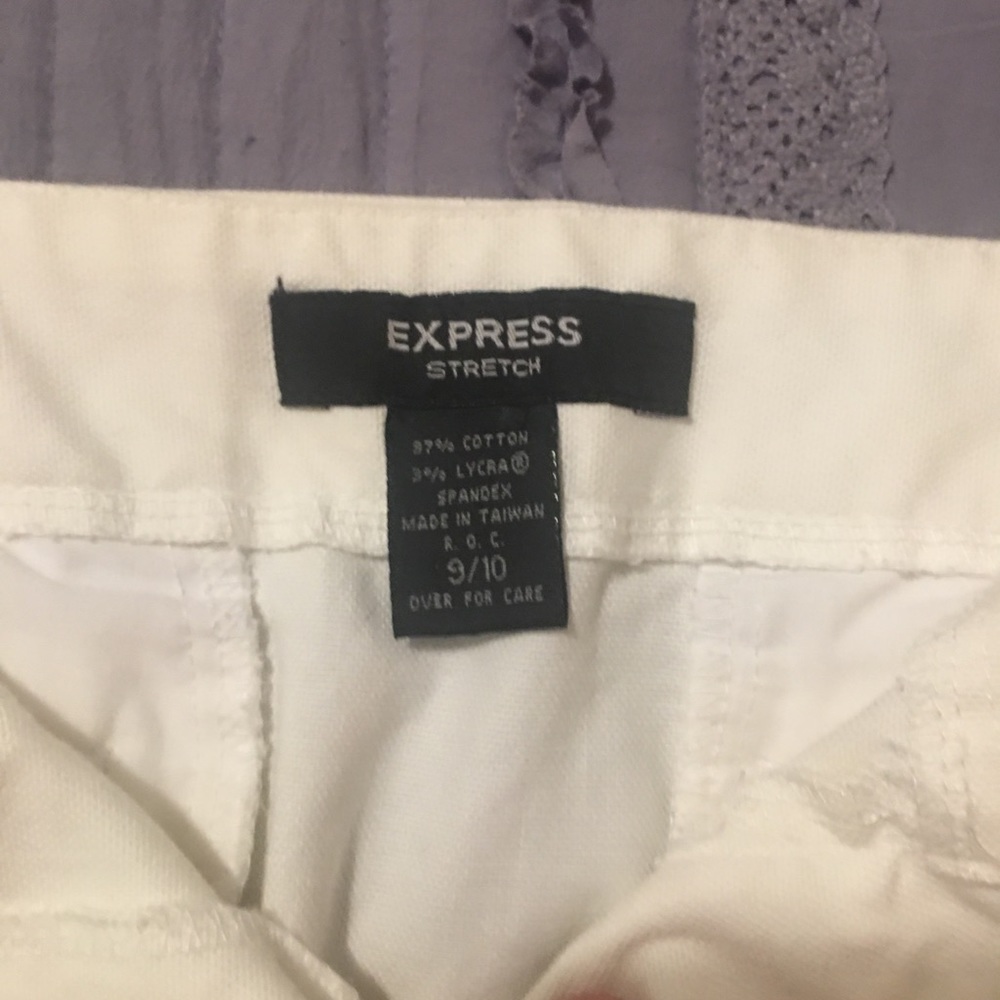 EXPRESS
STRETCH
97% COTTON
3% LYCRA®
SPANDEX
MADE IN TAIWAN
R. O. C.
9/10
OVER FOR CARE